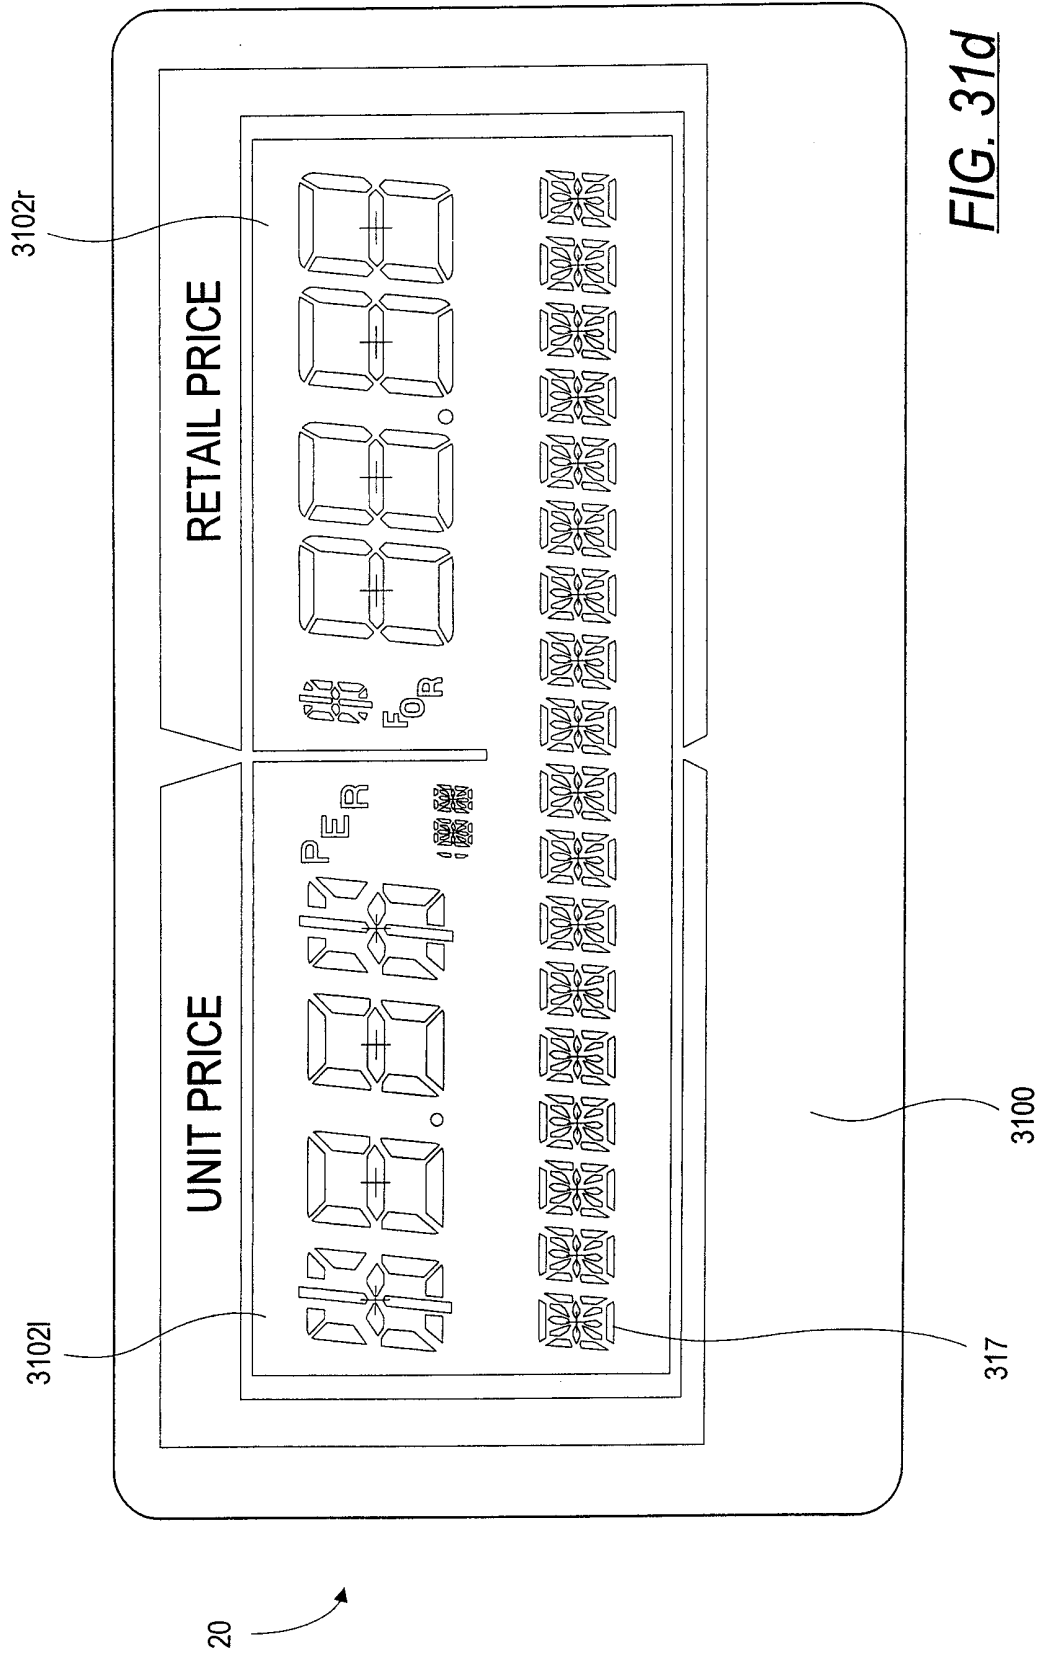 3102l
3102r
UNIT PRICE
RETAIL PRICE
PER
FOR
317
3100
20
FIG. 31d